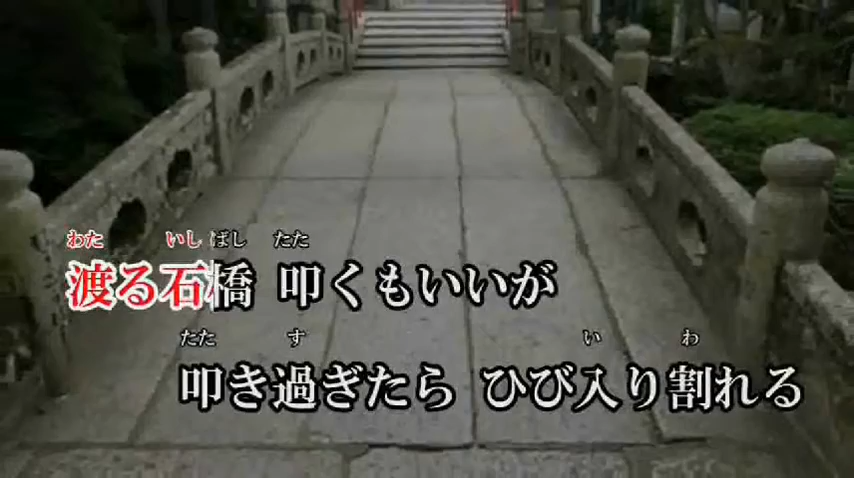 わた いし ばし たた
渡る石橋 叩くもいいが
たた す い わ
叩き過ぎたら ひび入り割れる